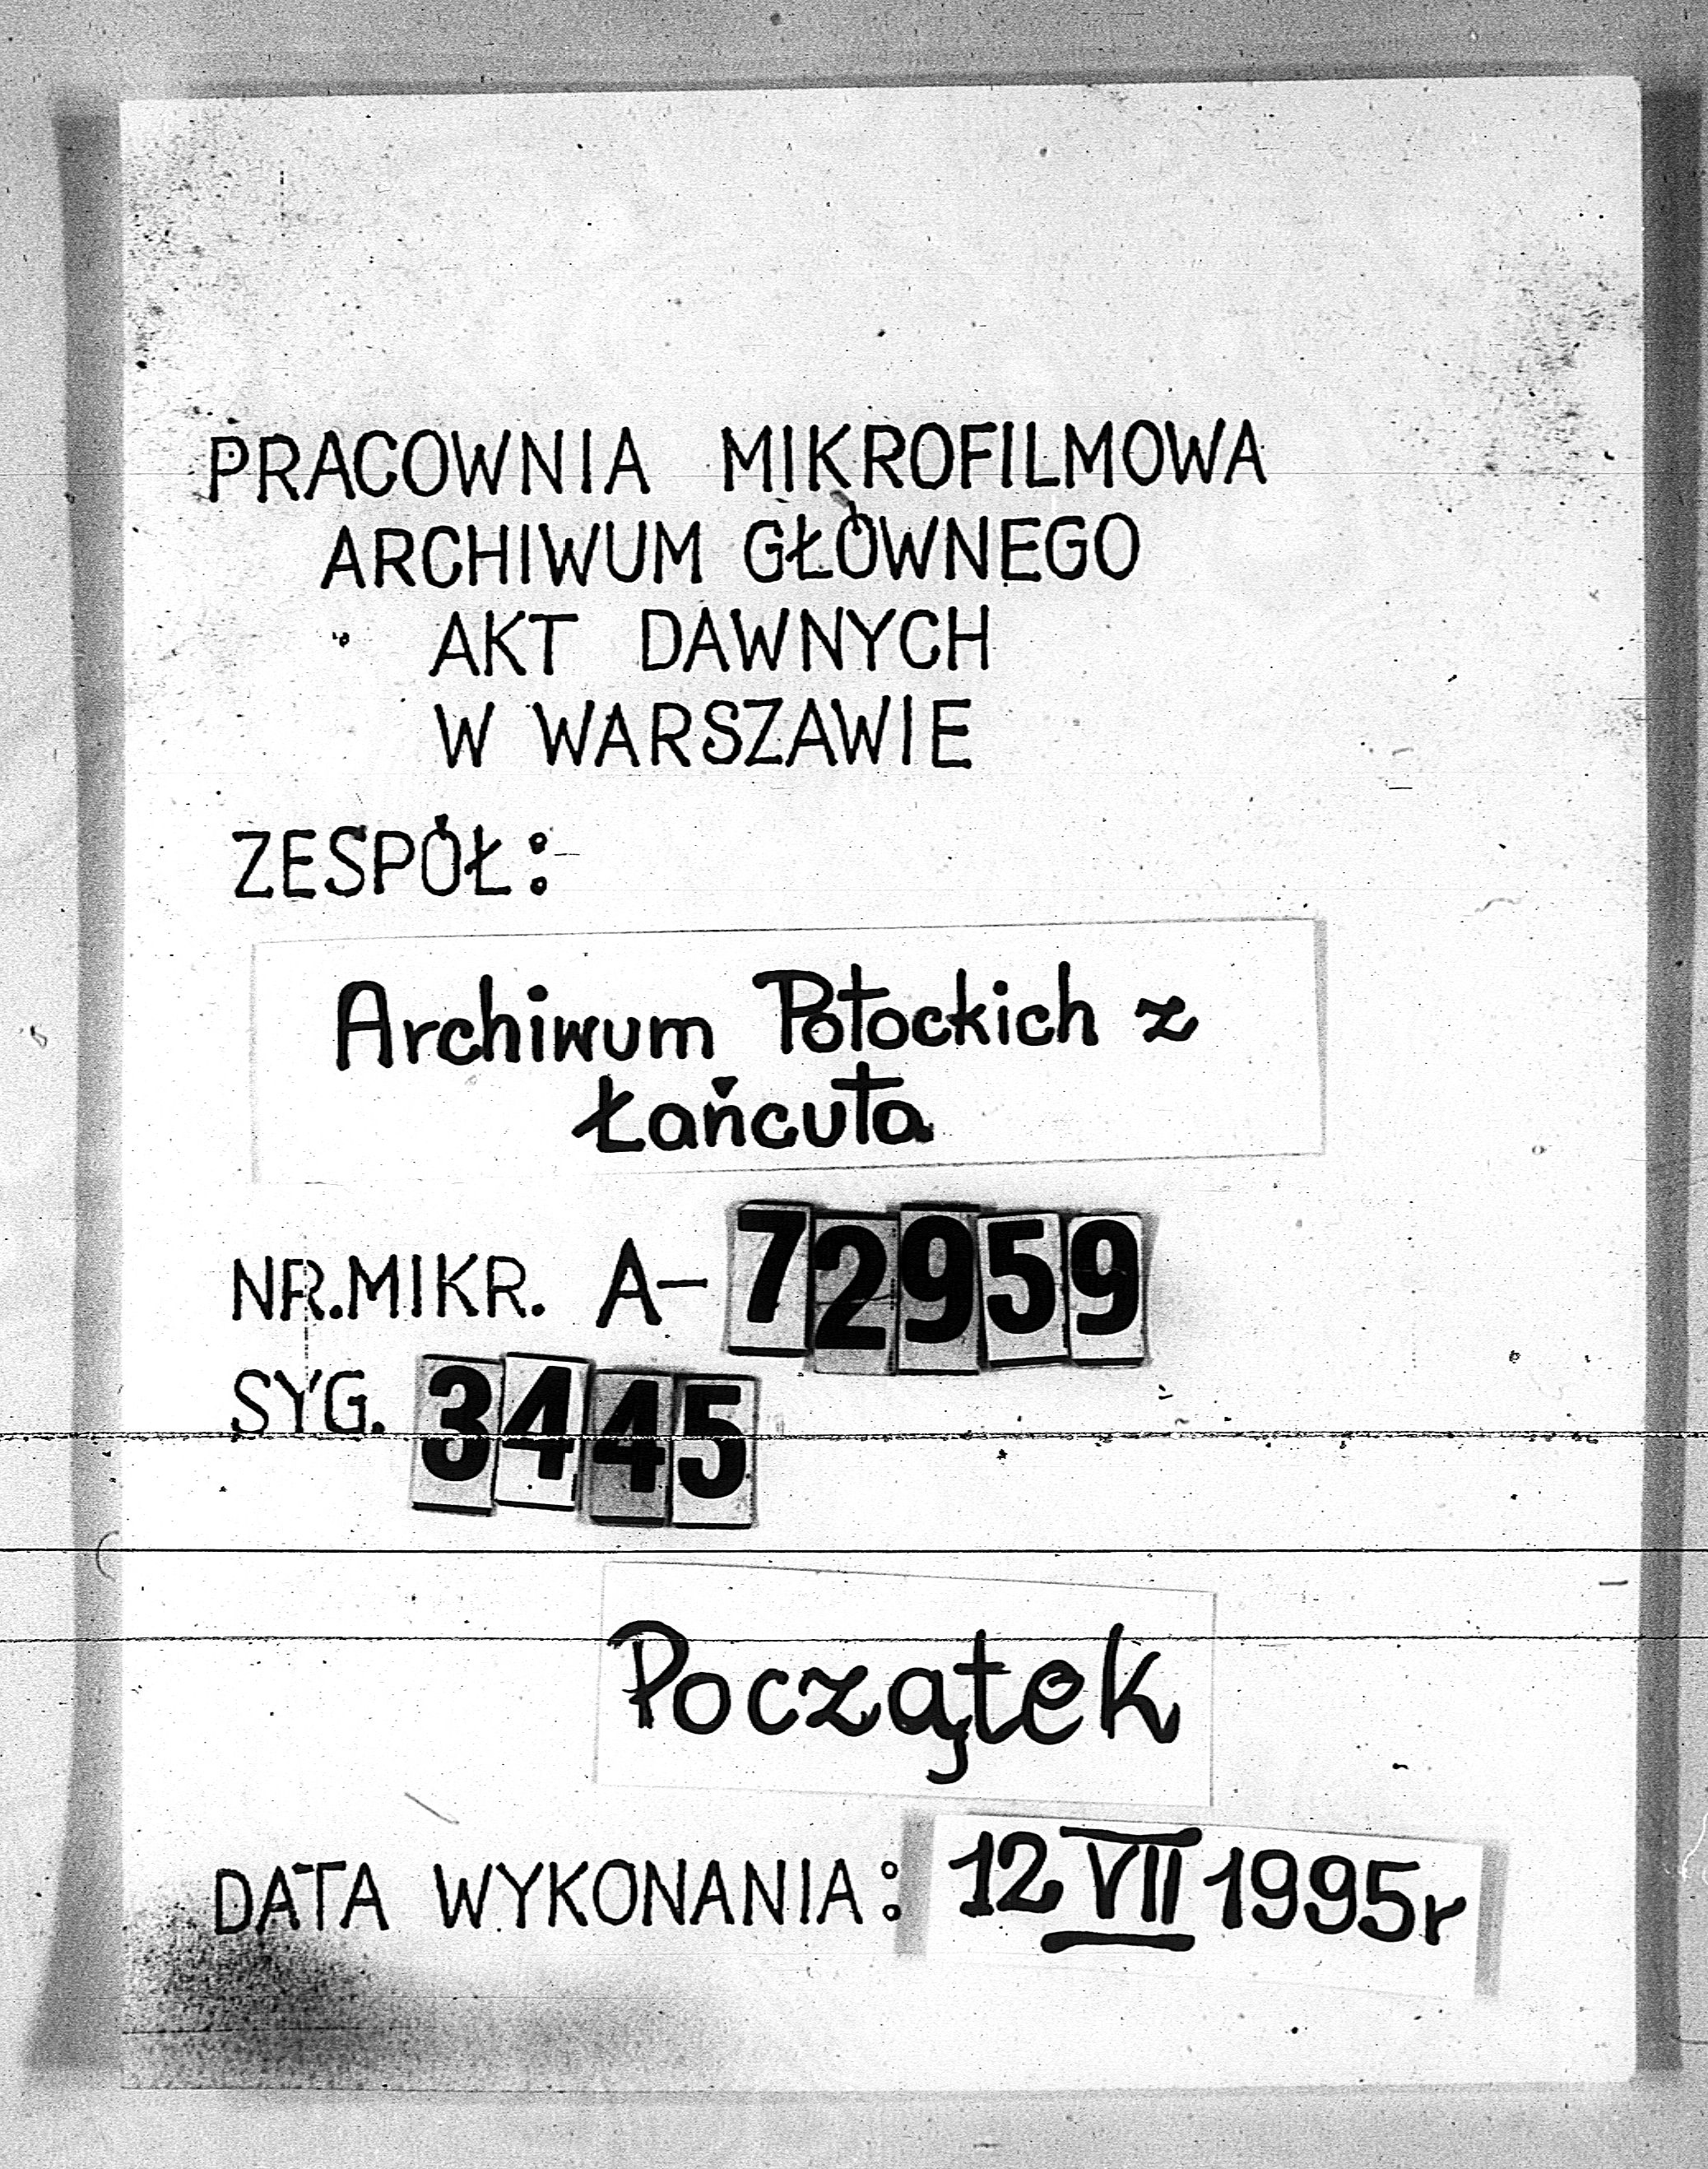 PRACOWNIA MIKROFILMOWA
ARCHIWUM GŁÓWNEGO
AKT DAWNYCH
W WARSZAWIE
ZESPÓŁ:
Archiwum Potockich z
Łańcuta
NR.MIKR. A-72959
SYG. 3445
Początek
DATA WYKONANIA: 12 VII 1995r